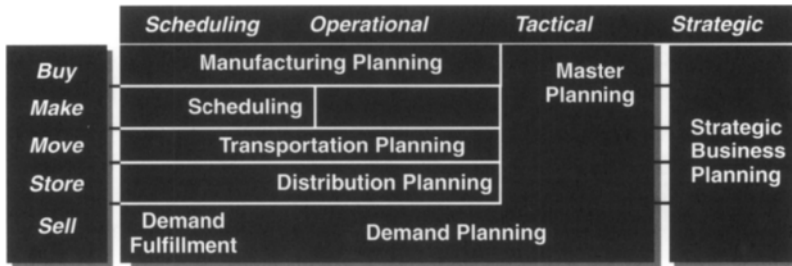 Scheduling Operational Tactical Strategic
Buy Manufacturing Planning Master
Planning
Make Scheduling
Move Transportation Planning Strategic
Business
Planning
Store Distribution Planning
Sell Demand
Fulfillment Demand Planning